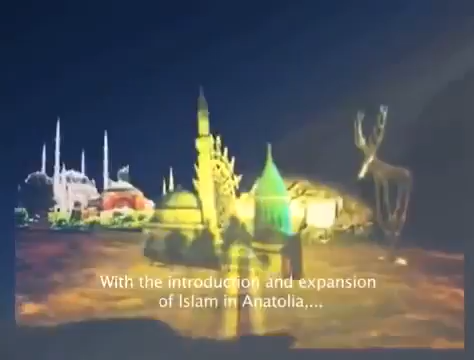 With the introduction and expansion
of Islam in Anatolia,...